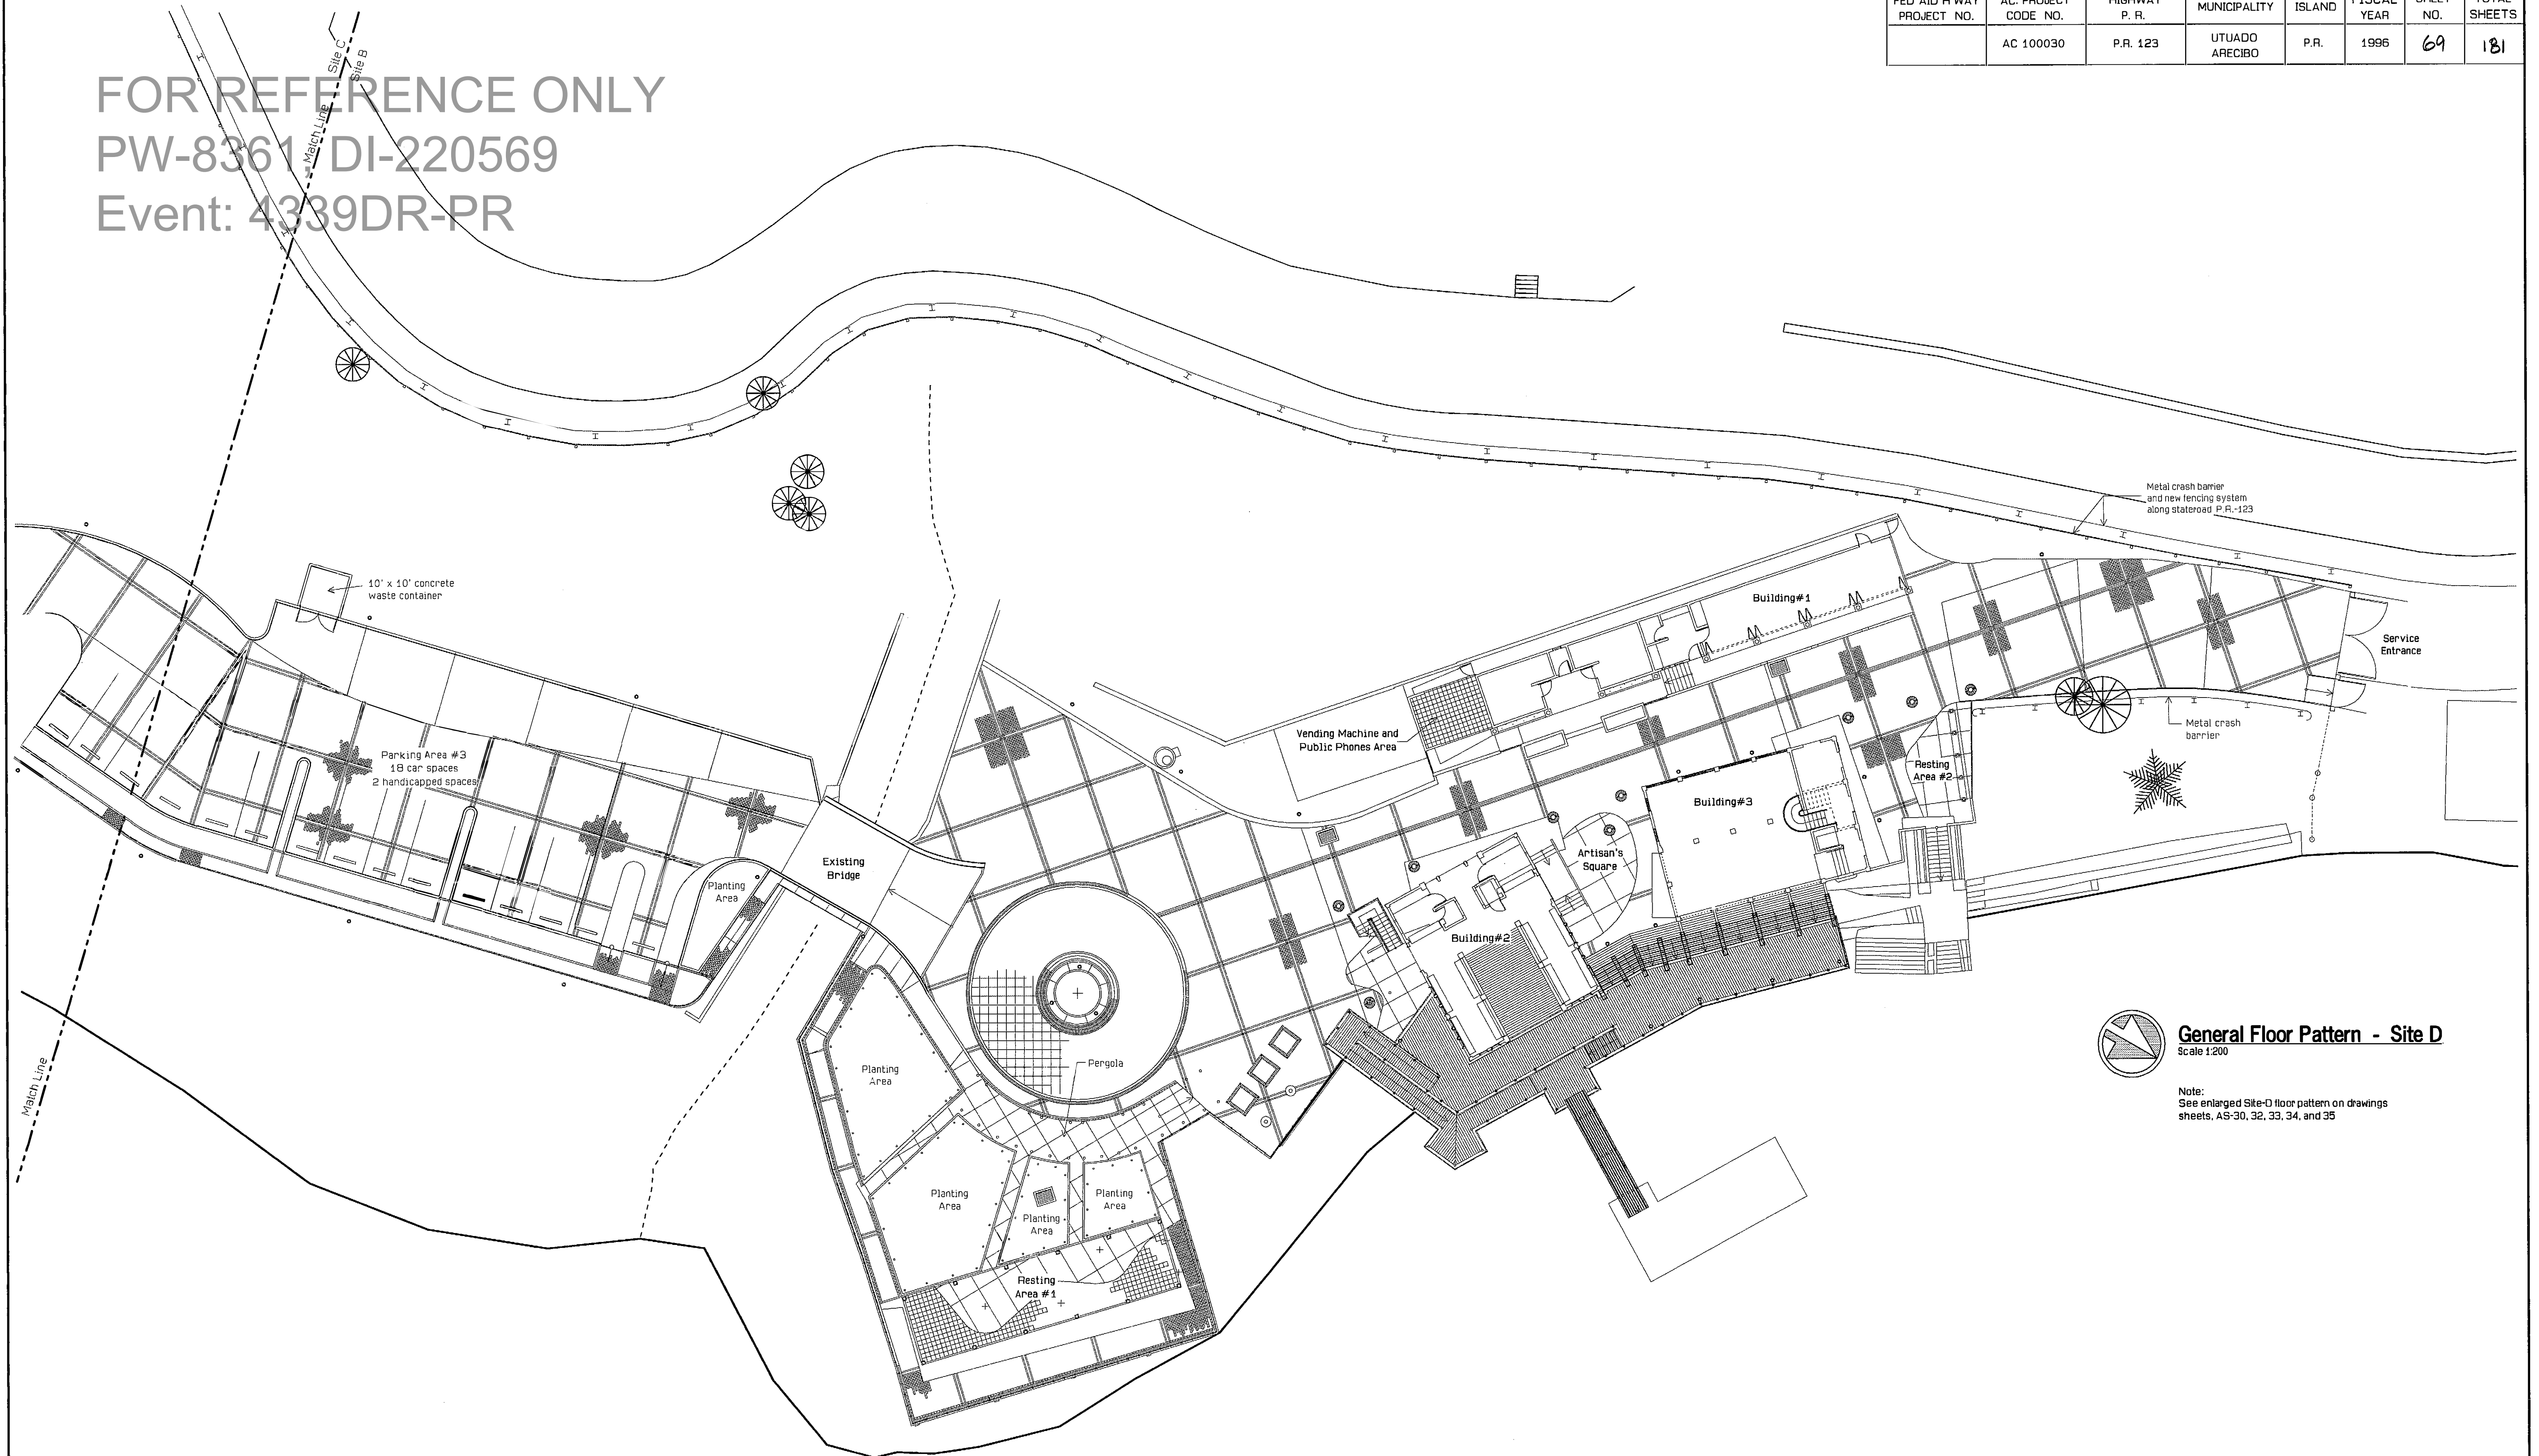 FED AID H'WAY PROJECT NO.
AC. PROJECT CODE NO.
HIGHWAY P. R.
MUNICIPALITY
ISLAND
FISCAL YEAR
SHEET NO.
TOTAL SHEETS
AC 100030
P.R. 123
UTUADO
ARECIBO
P.R.
1996
69
181
Site C
Site B
Match Line
FOR REFERENCE ONLY
PW-8361, DI-220569
Event: 4339DR-PR
Metal crash barrier
and new fencing system
along stateroad P.R.-123
10' x 10' concrete
waste container
Building#1
Service
Entrance
Vending Machine and
Public Phones Area
Metal crash
barrier
Parking Area #3
18 car spaces
2 handicapped spaces
Resting
Area #2
Building#3
Existing
Bridge
Artisan's
Square
Planting
Area
Building#2
Pergola
Planting
Area
Match Line
Planting
Area
Planting
Area
Planting
Area
Resting
Area #1
General Floor Pattern - Site D
Scale 1:200
Note:
See enlarged Site-D floor pattern on drawings
sheets, AS-30, 32, 33, 34, and 35